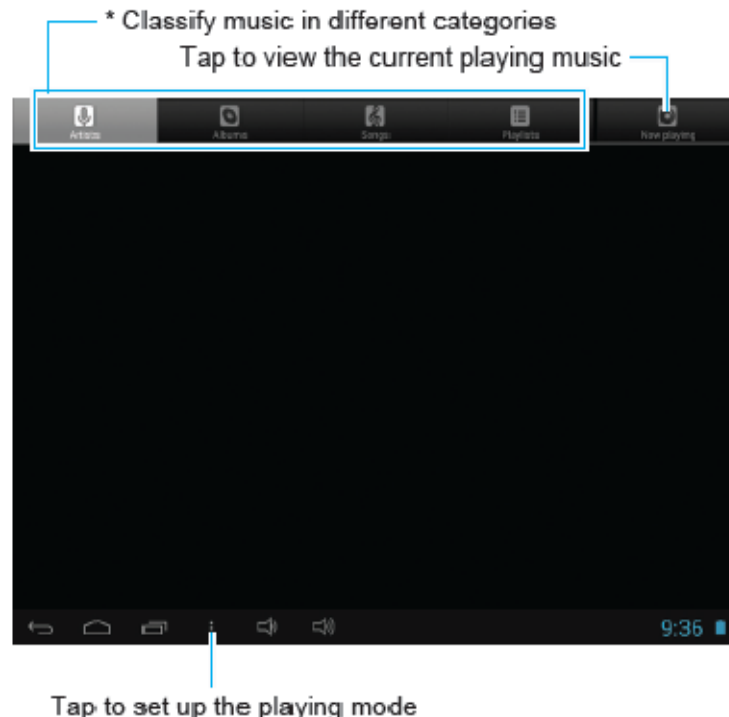 * Classify music in different categories
Tap to view the current playing music
Artists Albums Songs Playlists Now playing
9:36
Tap to set up the playing mode